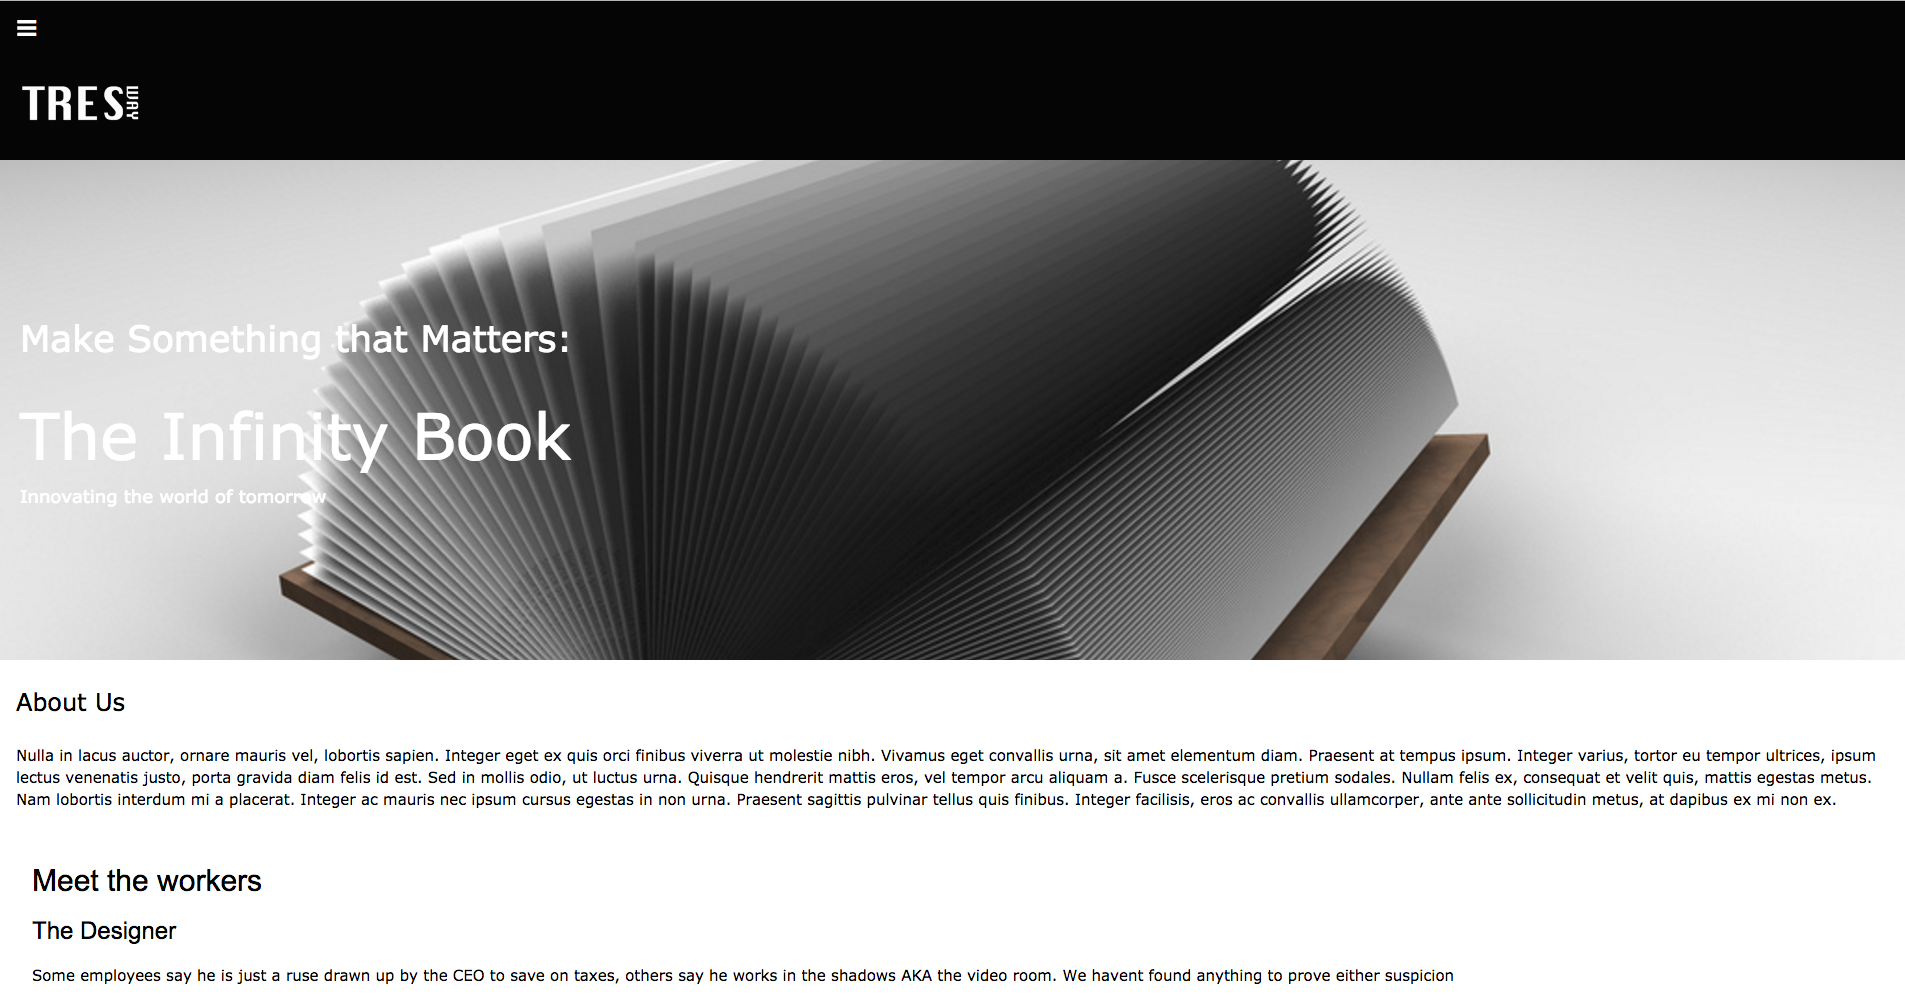 TRES WAY
Make Something that Matters:
The Infinity Book
Innovating the world of tomorrow
About Us
Nulla in lacus auctor, ornare mauris vel, lobortis sapien. Integer eget ex quis orci finibus viverra ut molestie nibh. Vivamus eget convallis urna, sit amet elementum diam. Praesent at tempus ipsum. Integer varius, tortor eu tempor ultrices, ipsum
lectus venenatis justo, porta gravida diam felis id est. Sed in mollis odio, ut luctus urna. Quisque hendrerit mattis eros, vel tempor arcu aliquam a. Fusce scelerisque pretium sodales. Nullam felis ex, consequat et velit quis, mattis egestas metus.
Nam lobortis interdum mi a placerat. Integer ac mauris nec ipsum cursus egestas in non urna. Praesent sagittis pulvinar tellus quis finibus. Integer facilisis, eros ac convallis ullamcorper, ante ante sollicitudin metus, at dapibus ex mi non ex.
Meet the workers
The Designer
Some employees say he is just a ruse drawn up by the CEO to save on taxes, others say he works in the shadows AKA the video room. We havent found anything to prove either suspicion